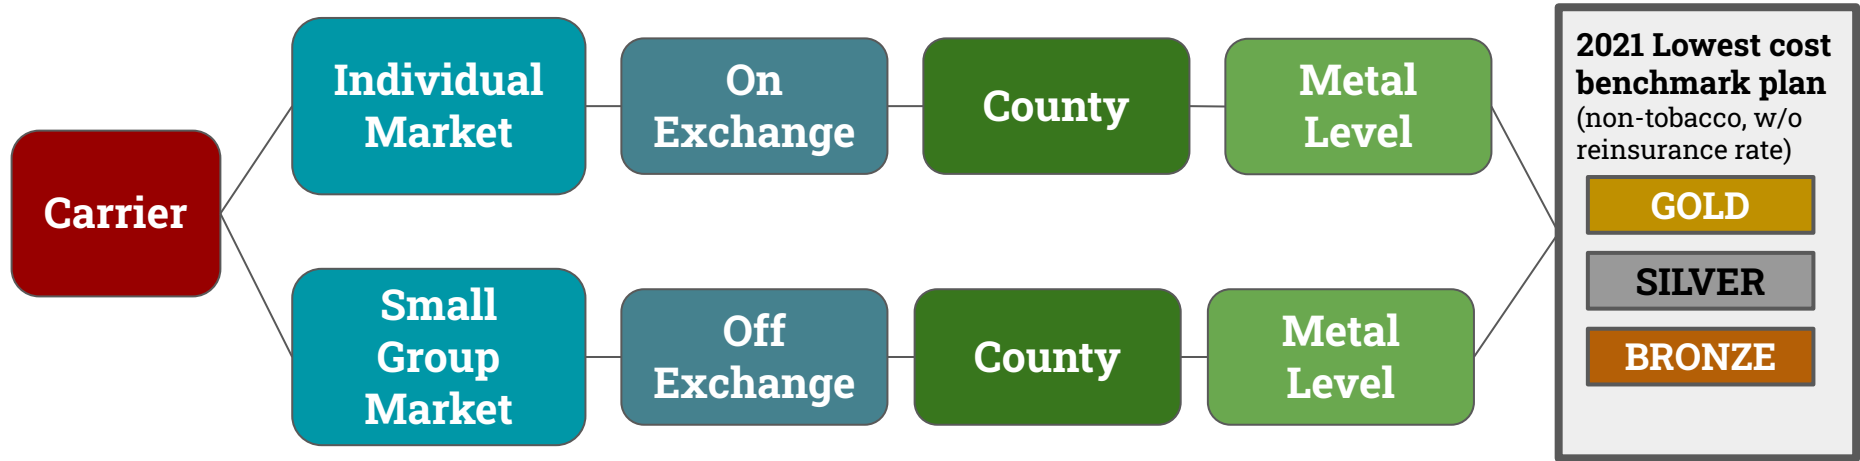 Carrier
Individual
Market
On
Exchange
County
Metal
Level
Small
Group
Market
Off
Exchange
County
Metal
Level
2021 Lowest cost
benchmark plan
(non-tobacco, w/o
reinsurance rate)
GOLD
SILVER
BRONZE